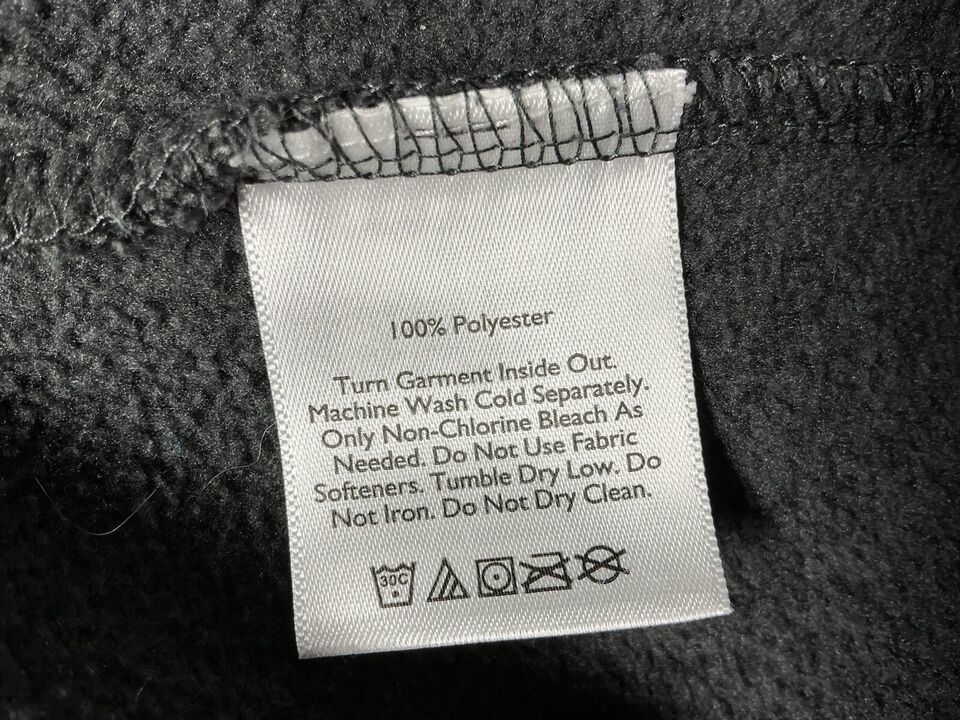 100% Polyester
Turn Garment Inside Out.
Machine Wash Cold Separately.
Only Non-Chlorine Bleach As
Needed. Do Not Use Fabric
Softeners. Tumble Dry Low. Do
Not Iron. Do Not Dry Clean.
30C